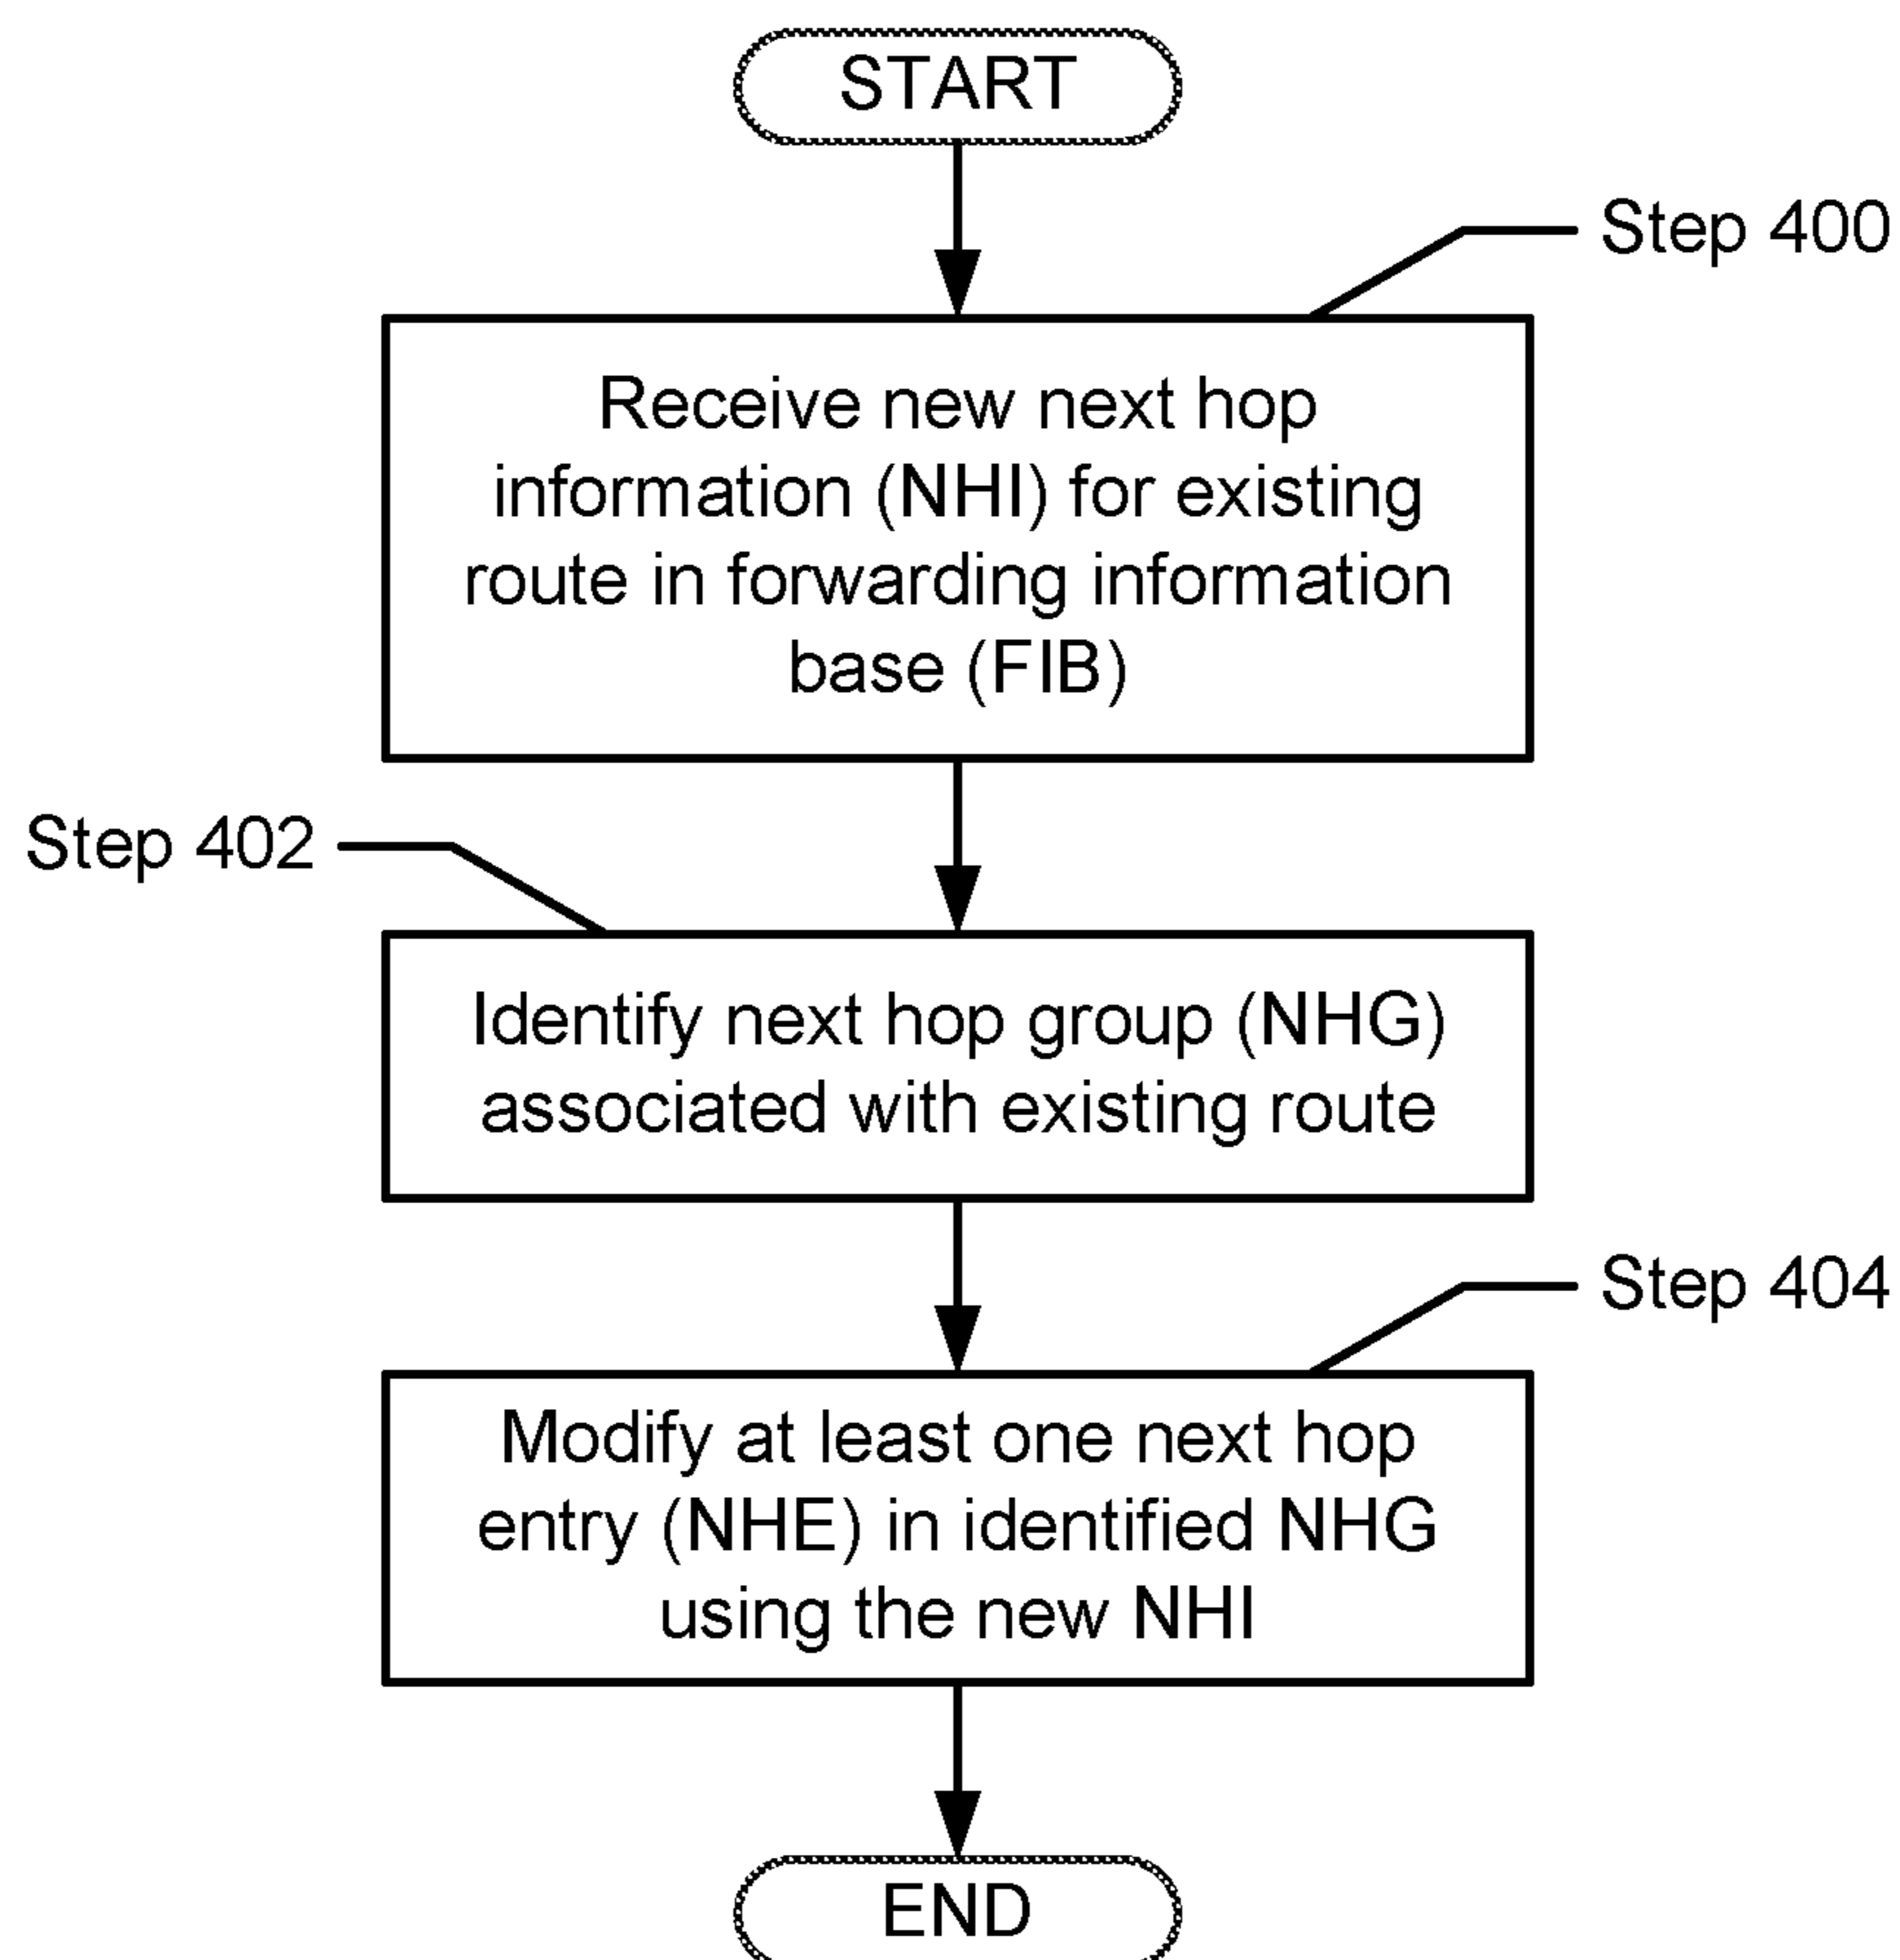 START
Step 400
Receive new next hop
information (NHI) for existing
route in forwarding information
base (FIB)
Step 402
Identify next hop group (NHG)
associated with existing route
Step 404
Modify at least one next hop
entry (NHE) in identified NHG
using the new NHI
END